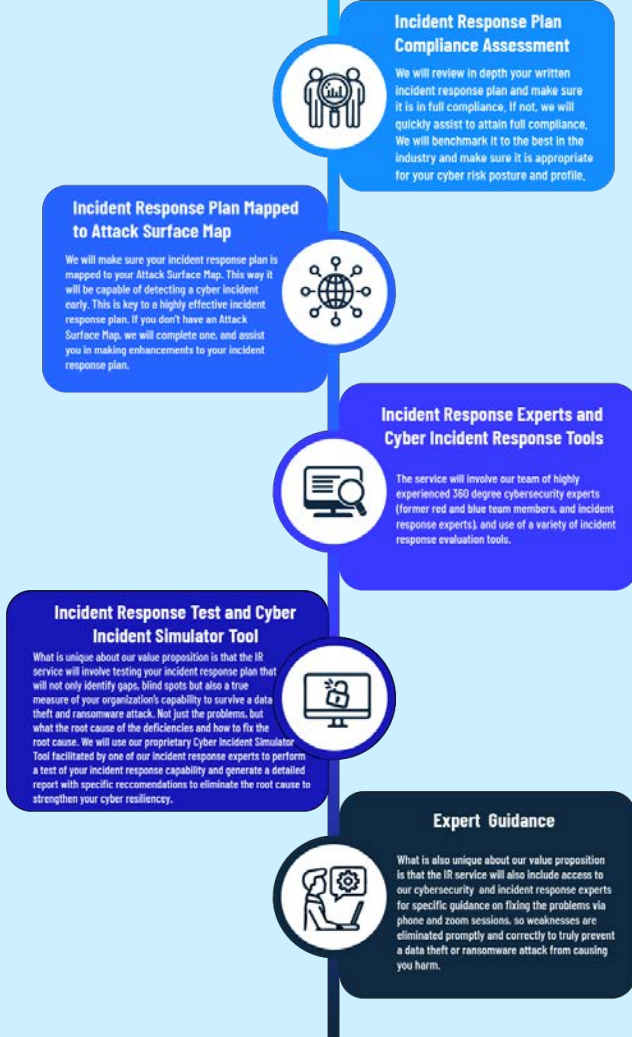 Incident Response Plan
Compliance Assessment
We will review in depth your written
incident response plan and make sure
it is in full compliance. If not, we will
quickly assist to attain full compliance.
We will benchmark it to the best in the
industry and make sure it is appropriate
for your cyber risk posture and profile.
Incident Response Plan Mapped
to Attack Surface Map
We will make sure your incident response plan is
mapped to your Attack Surface Map. This way it
will be capable of detecting a cyber incident
early. This is key to a highly effective incident
response plan. If you don't have an Attack
Surface Map, we will complete one, and assist
you in making enhancements to your incident
response plan.
Incident Response Experts and
Cyber Incident Response Tools
The service will involve our team of highly
experienced 360 degree cybersecurity experts
(former red and blue team members, and incident
response experts), and use of a variety of incident
response evaluation tools.
Incident Response Test and Cyber
Incident Simulator Tool
What is unique about our value proposition is that the IR
service will involve testing your incident response plan that
will not only identify gaps, blind spots but also a true
measure of your organization's capability to survive a data
theft and ransomware attack. Not just the problems, but
what the root cause of the deficiencies and how to fix the
root cause. We will use our proprietary Cyber Incident Simulator
Tool facilitated by one of our incident response experts to perform
a test of your incident response capability and generate a detailed
report with specific reccomendations to eliminate the root cause to
strengthen your cyber resiliencey.
Expert Guidance
What is also unique about our value proposition
is that the IR service will also include access to
our cybersecurity and incident response experts
for specific guidance on fixing the problems via
phone and zoom sessions, so weaknesses are
eliminated promptly and correctly to truly prevent
a data theft or ransomware attack from causing
you harm.